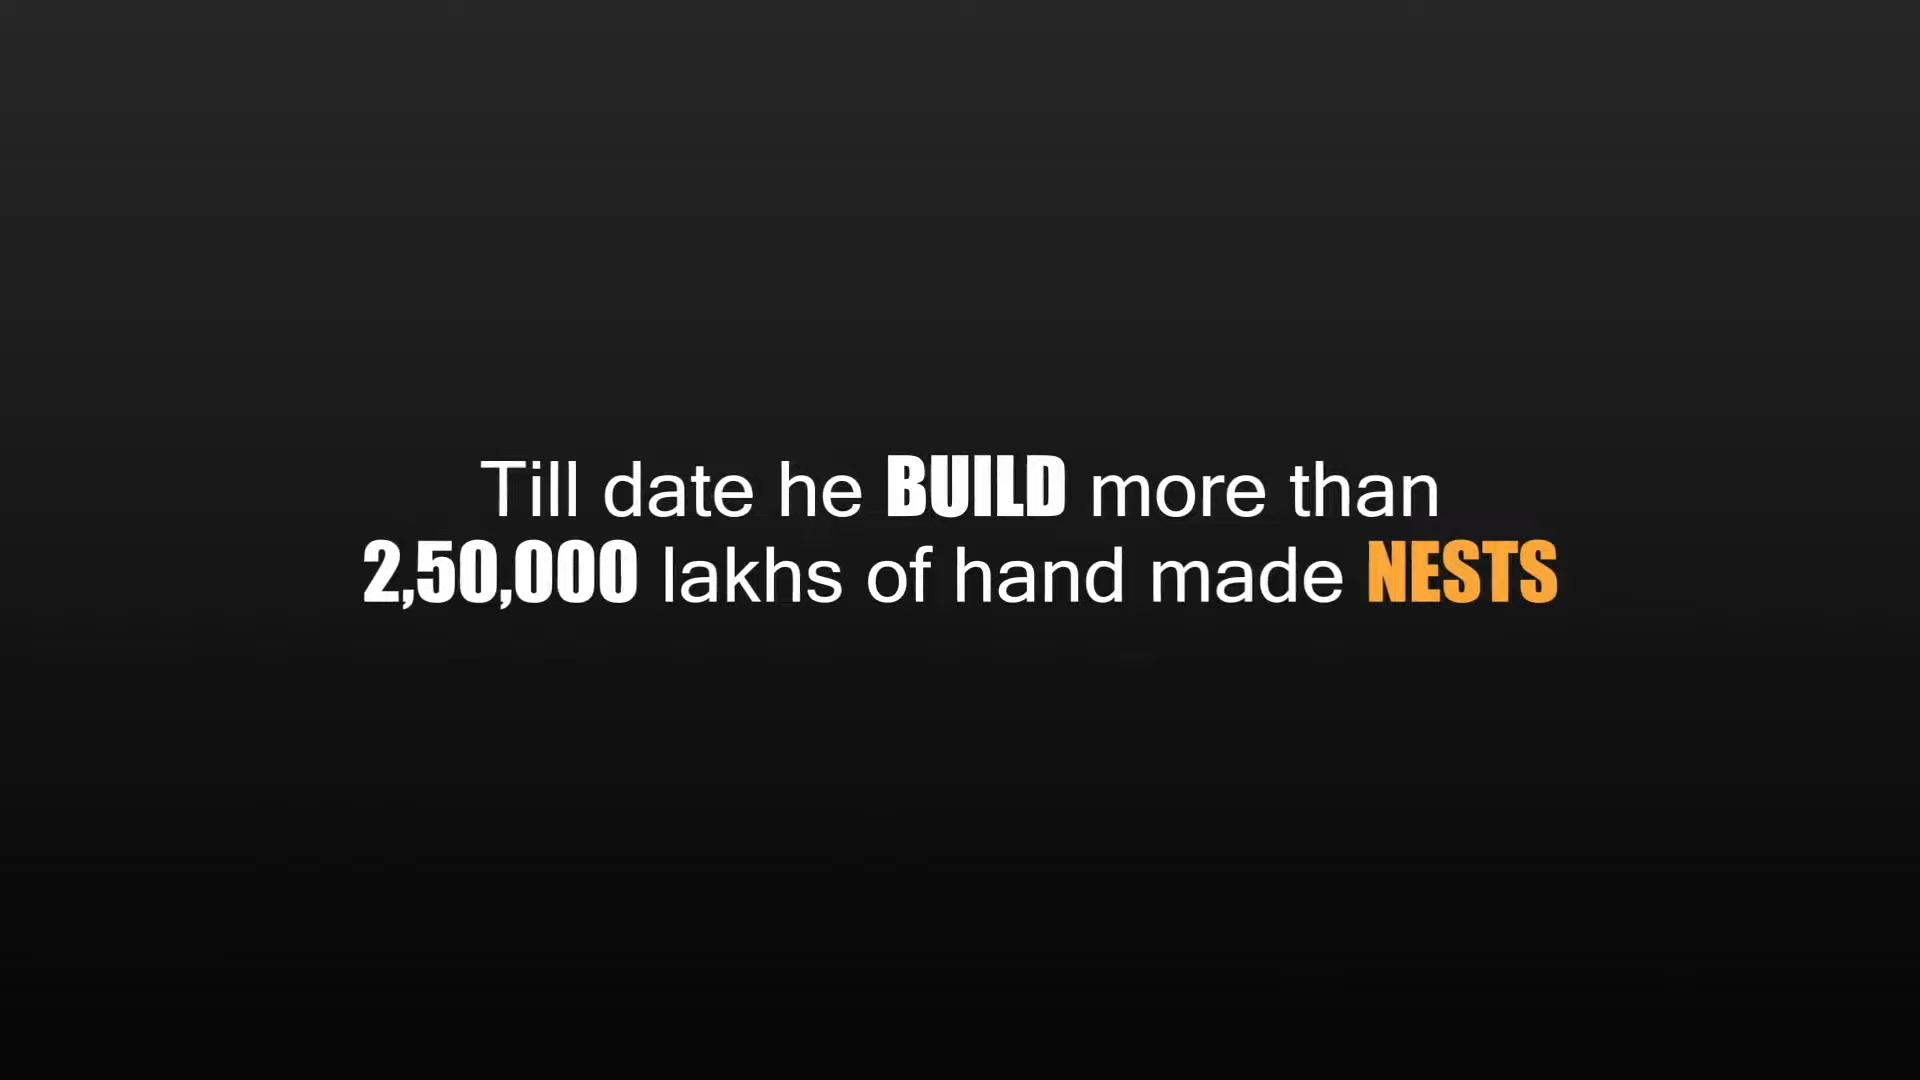 Till date he BUILD more than
2,50,000 lakhs of hand made NESTS